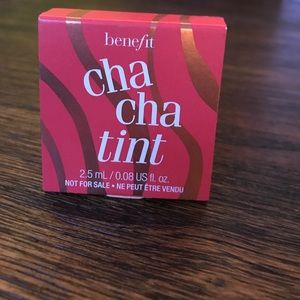 benefit
cha
cha
tint
2.5 mL / 0.08 US fl. oz.
NOT FOR SALE • NE PEUT ÊTRE VENDU